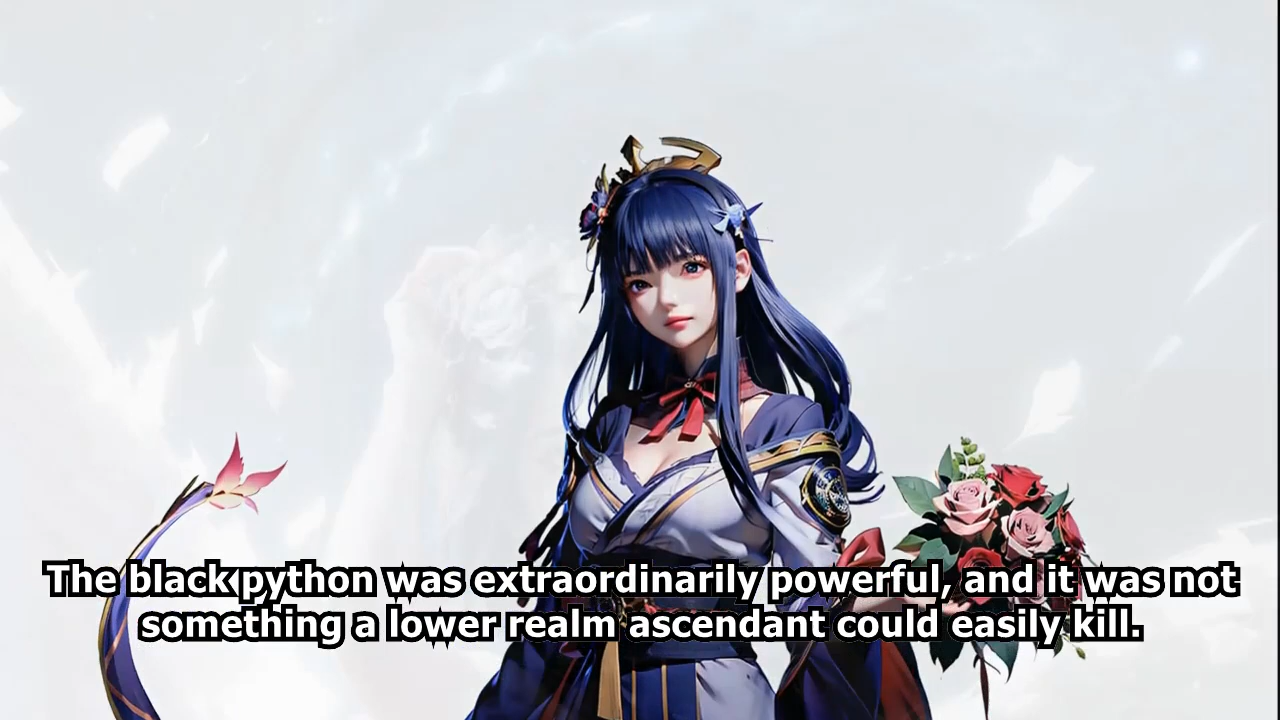 The black python was extraordinarily powerful, and it was not
something a lower realm ascendant could easily kill.